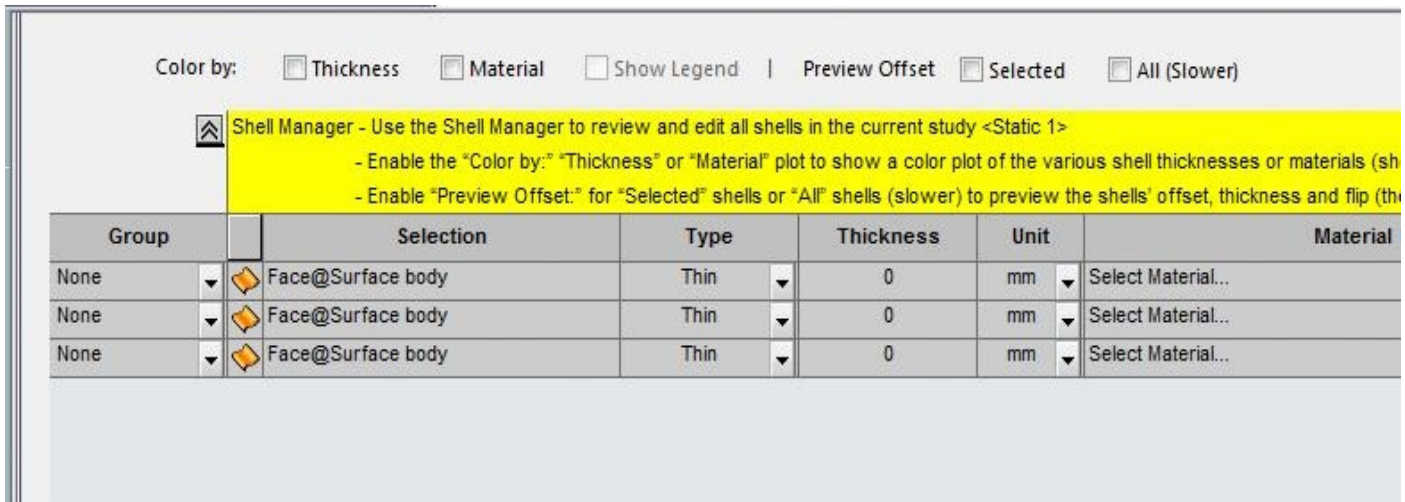 Color by: Thickness Material Show Legend | Preview Offset Selected All (Slower)
Shell Manager - Use the Shell Manager to review and edit all shells in the current study <Static 1>
- Enable the “Color by:” “Thickness” or “Material” plot to show a color plot of the various shell thicknesses or materials (sh
- Enable “Preview Offset:” for “Selected” shells or “All” shells (slower) to preview the shells’ offset, thickness and flip (th
Group Selection Type Thickness Unit Material
None Face@Surface body Thin 0 mm Select Material...
None Face@Surface body Thin 0 mm Select Material...
None Face@Surface body Thin 0 mm Select Material...